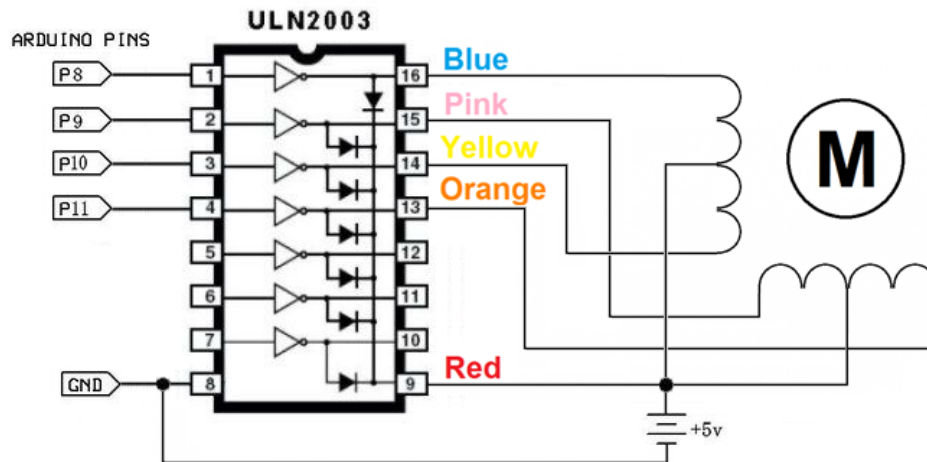 ULN2003
ARDUINO PINS
P8
1
16
Blue
P9
2
15
Pink
P10
3
14
Yellow
P11
4
13
Orange
5
12
6
11
7
10
GND
8
9
Red
M
+5v